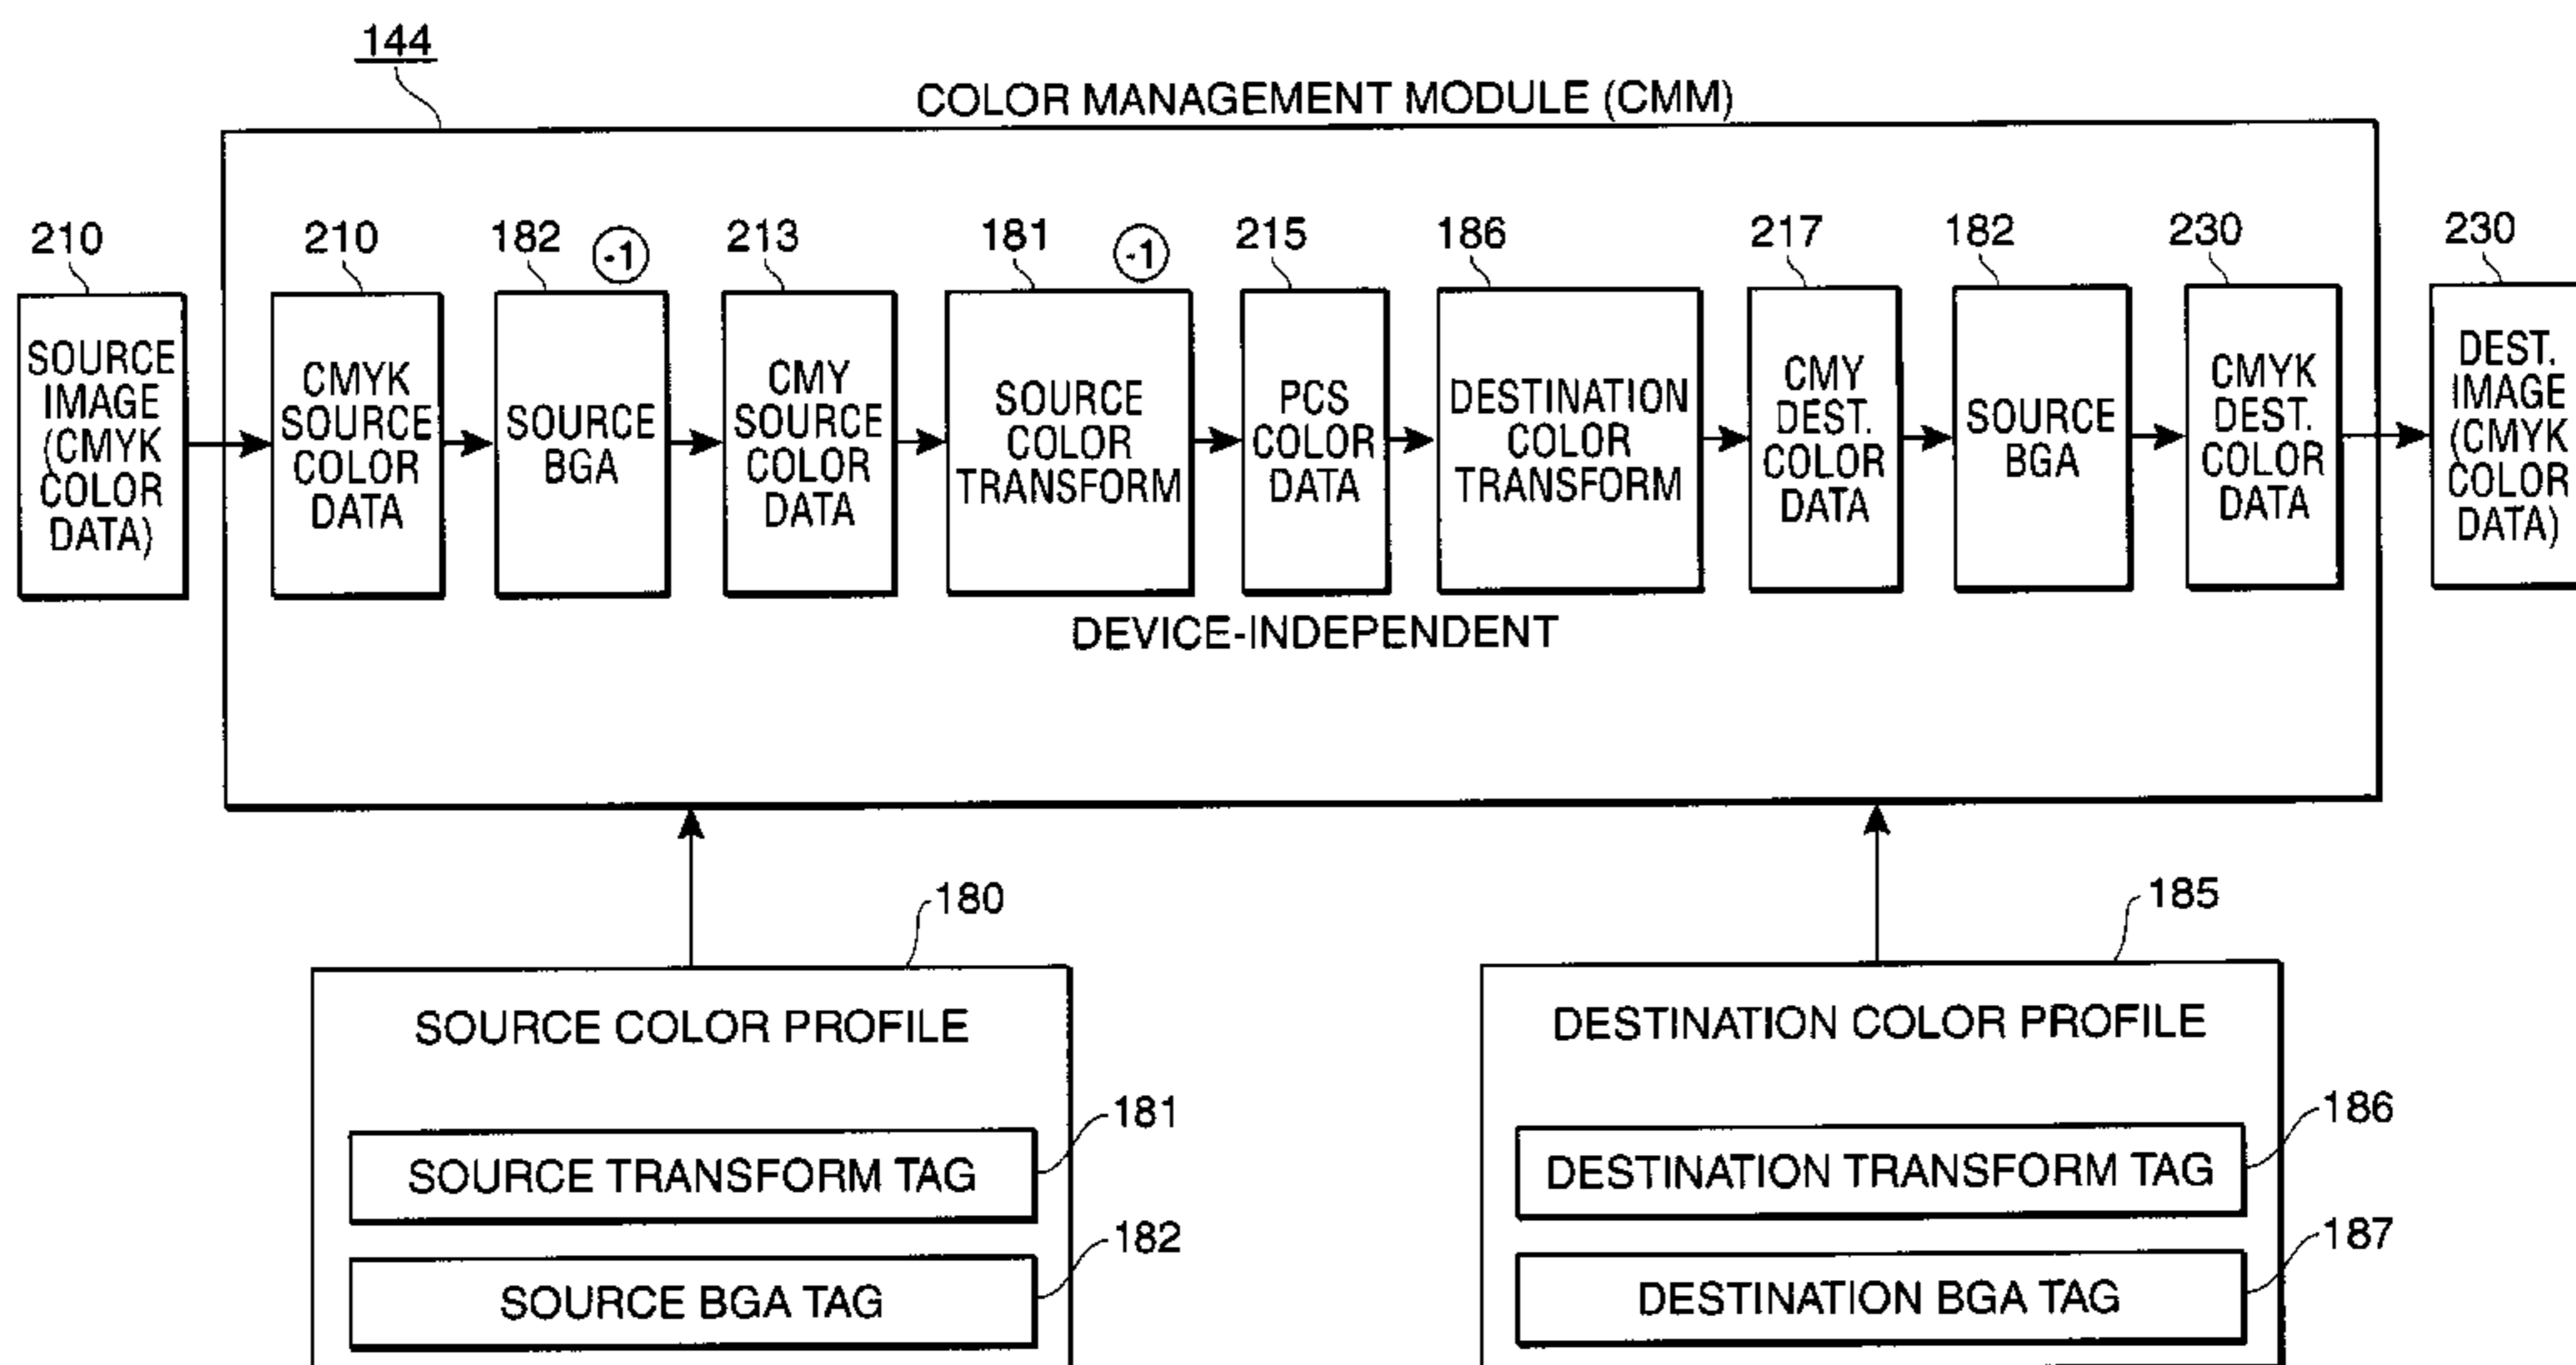 144
COLOR MANAGEMENT MODULE (CMM)
210
210
182
-1
213
181
-1
215
186
217
182
230
230
SOURCE
IMAGE
(CMYK
COLOR
DATA)
CMYK
SOURCE
COLOR
DATA
SOURCE
BGA
CMY
SOURCE
COLOR
DATA
SOURCE
COLOR
TRANSFORM
PCS
COLOR
DATA
DESTINATION
COLOR
TRANSFORM
CMY
DEST.
COLOR
DATA
SOURCE
BGA
CMYK
DEST.
COLOR
DATA
DEST.
IMAGE
(CMYK
COLOR
DATA)
DEVICE-INDEPENDENT
180
SOURCE COLOR PROFILE
181
SOURCE TRANSFORM TAG
182
SOURCE BGA TAG
185
DESTINATION COLOR PROFILE
186
DESTINATION TRANSFORM TAG
187
DESTINATION BGA TAG